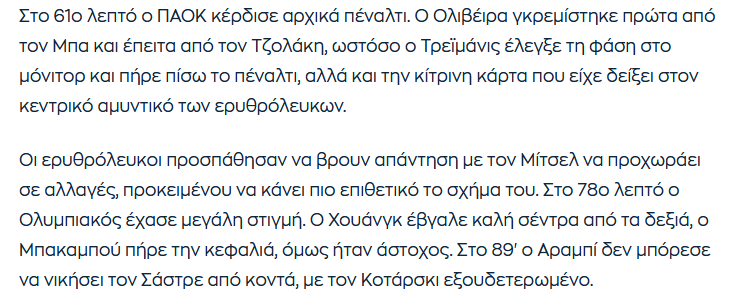 Στο 61ο λεπτό ο ΠΑΟΚ κέρδισε αρχικά πέναλτι. Ο Ολιβέιρα γκρεμίστηκε πρώτα από
τον Μπα και έπειτα από τον Τζολάκη, ωστόσο ο Τρεϊμάνις έλεγξε τη φάση στο
μόνιτορ και πήρε πίσω το πέναλτι, αλλά και την κίτρινη κάρτα που είχε δείξει στον
κεντρικό αμυντικό των ερυθρόλευκων.
Οι ερυθρόλευκοι προσπάθησαν να βρουν απάντηση με τον Μίτσελ να προχωράει
σε αλλαγές, προκειμένου να κάνει πιο επιθετικό το σχήμα του. Στο 78ο λεπτό ο
Ολυμπιακός έχασε μεγάλη στιγμή. Ο Χουάνγκ έβγαλε καλή σέντρα από τα δεξιά, ο
Μπακαμπού πήρε την κεφαλιά, όμως ήταν άστοχος. Στο 89' ο Αραμπί δεν μπόρεσε
να νικήσει τον Σάστρε από κοντά, με τον Κοτάρσκι εξουδετερωμένο.